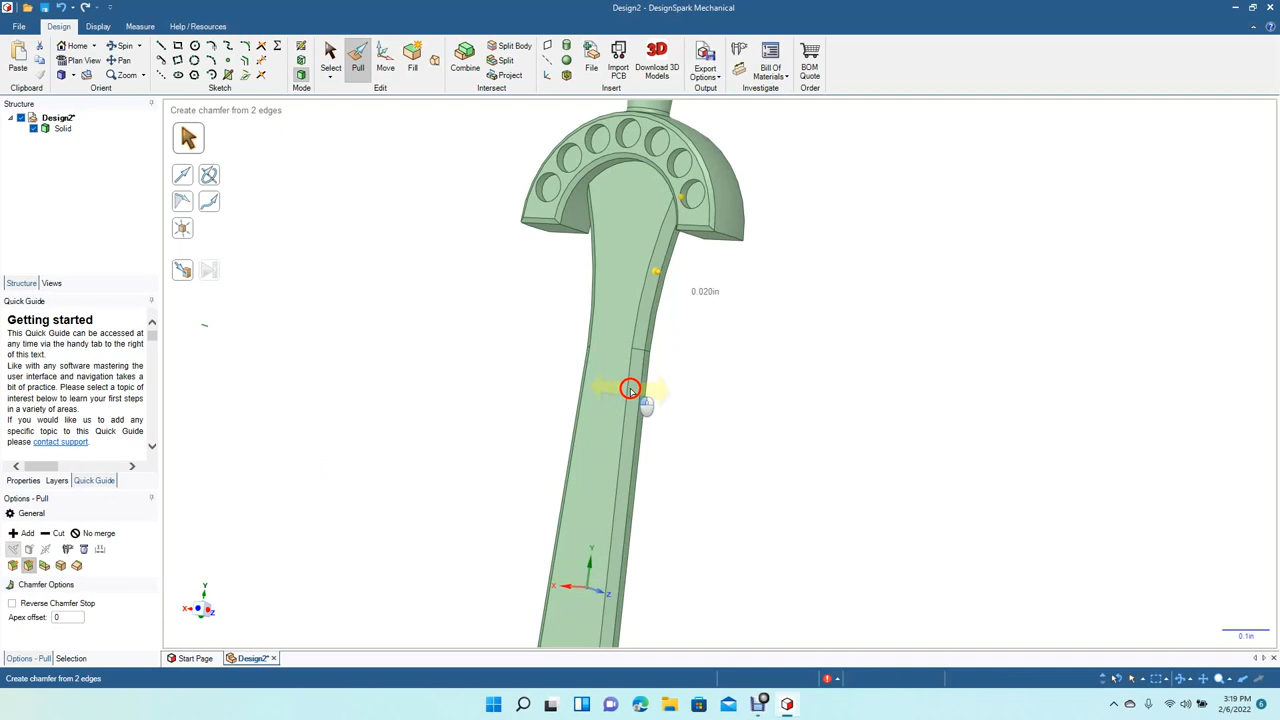 Design2 - DesignSpark Mechanical
File Design Display Measure Help / Resources
Home Spin Split Body
Plan View Pan Split
Zoom Project
Paste Select Pull Move Fill Combine File Import PCB Download 3D Models Export Options Bill Of Materials BOM Quote
3D
Clipboard Orient Sketch Mode Edit Intersect Insert Output Investigate Order
Structure
Design2*
Solid
Create chamfer from 2 edges
Structure Views
Quick Guide
Getting started
This Quick Guide can be accessed at
any time via the handy tab to the right
of this text.
Like with any software mastering the
user interface and navigation takes a
bit of practice. Please select a topic of
interest below to learn your first steps
in a variety of areas.
If you would like us to add any
specific topic to this Quick Guide
please contact support.
Properties Layers Quick Guide
Options - Pull
General
Add Cut No merge
Chamfer Options
Reverse Chamfer Stop
Apex offset: 0
Options - Pull Selection
0.020in
Y
X
Z
Y
X
Z
0.1in
Start Page Design2*
Create chamfer from 2 edges
3:19 PM
2/6/2022
6